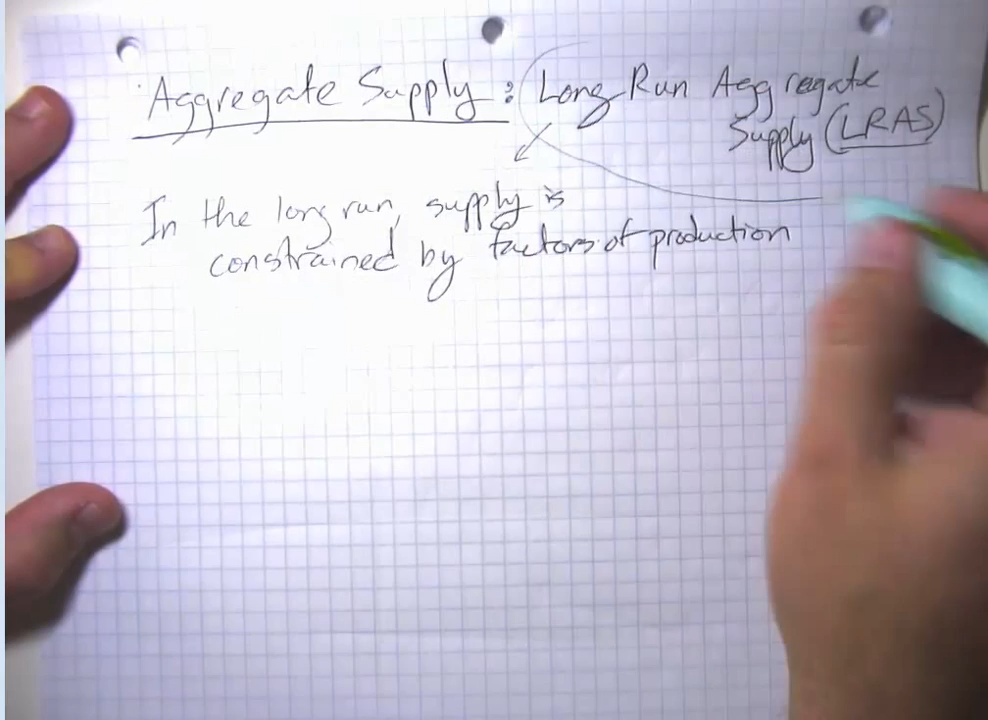 Aggregate Supply: Long Run Aggregate
Supply (LRAS)
In the long run, supply is
constrained by factors of production